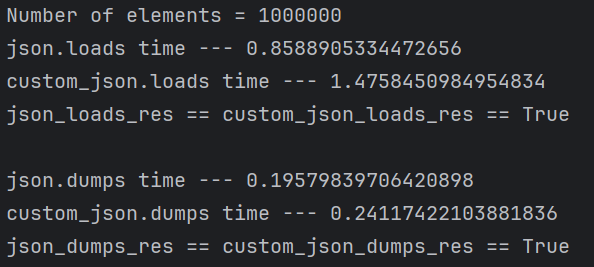 Number of elements = 1000000
json.loads time --- 0.8588905334472656
custom_json.loads time --- 1.4758450984954834
json_loads_res == custom_json_loads_res == True
json.dumps time --- 0.19579839706420898
custom_json.dumps time --- 0.24117422103881836
json_dumps_res == custom_json_dumps_res == True